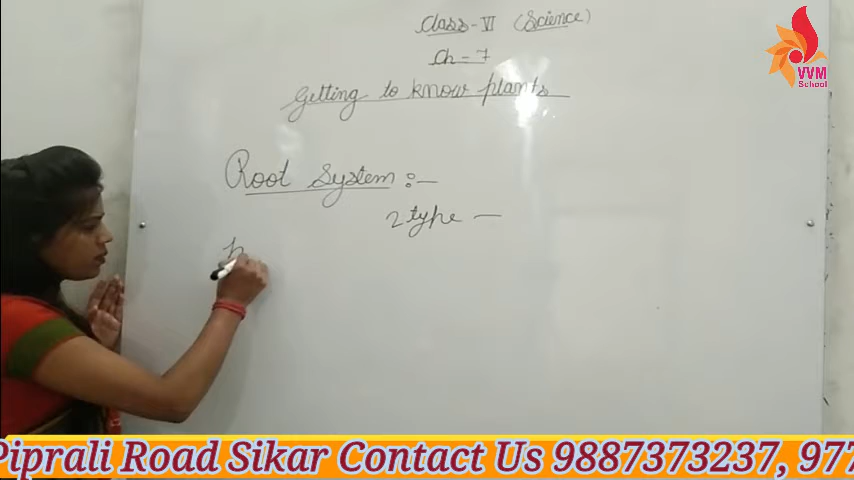 Class - VI (Science)
Ch - 7
Getting to know plants
Root System :-
2 type -
VVM
School
Piprali Road Sikar Contact Us 9887373237, 977